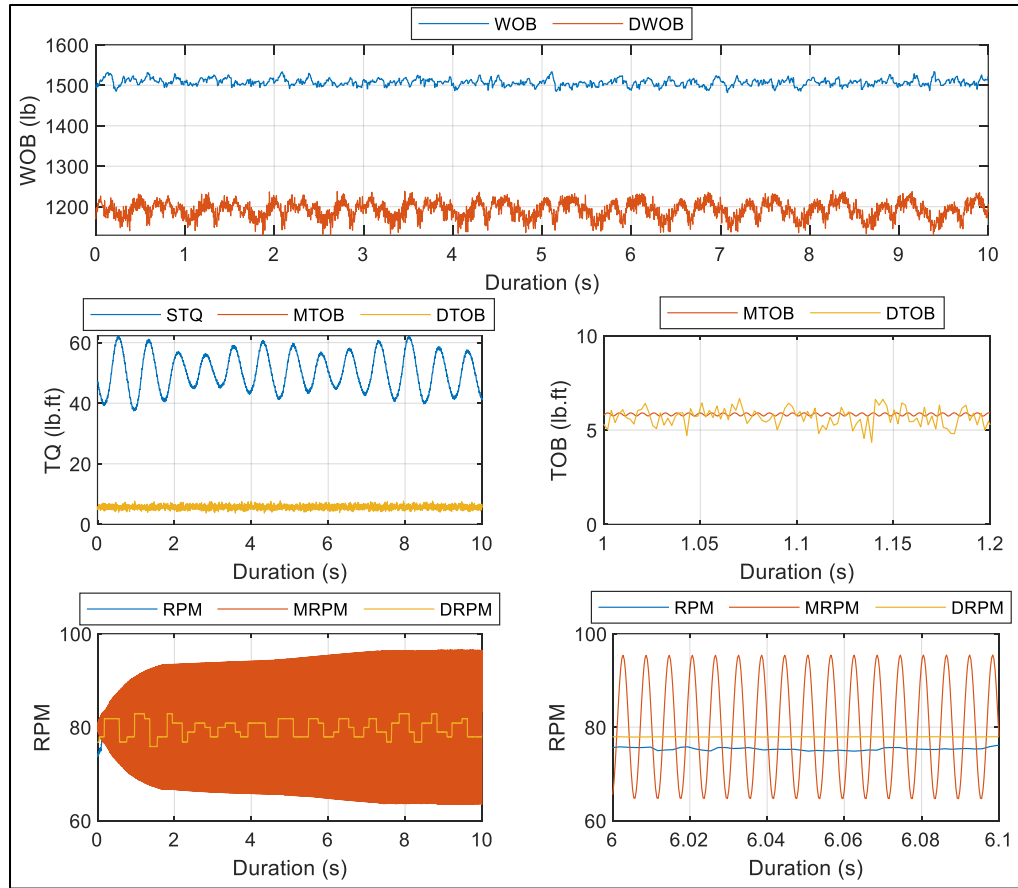 WOB DWOB
1600
1500
1400
1300
1200
WOB (lb)
0 1 2 3 4 5 6 7 8 9 10
Duration (s)
STQ MTOB DTOB
60
40
20
0
TQ (lb.ft)
0 2 4 6 8 10
Duration (s)
MTOB DTOB
10
5
0
TOB (lb.ft)
1 1.05 1.1 1.15 1.2
Duration (s)
RPM MRPM DRPM
100
80
60
RPM
0 2 4 6 8 10
Duration (s)
RPM MRPM DRPM
100
80
60
RPM
6 6.02 6.04 6.06 6.08 6.1
Duration (s)